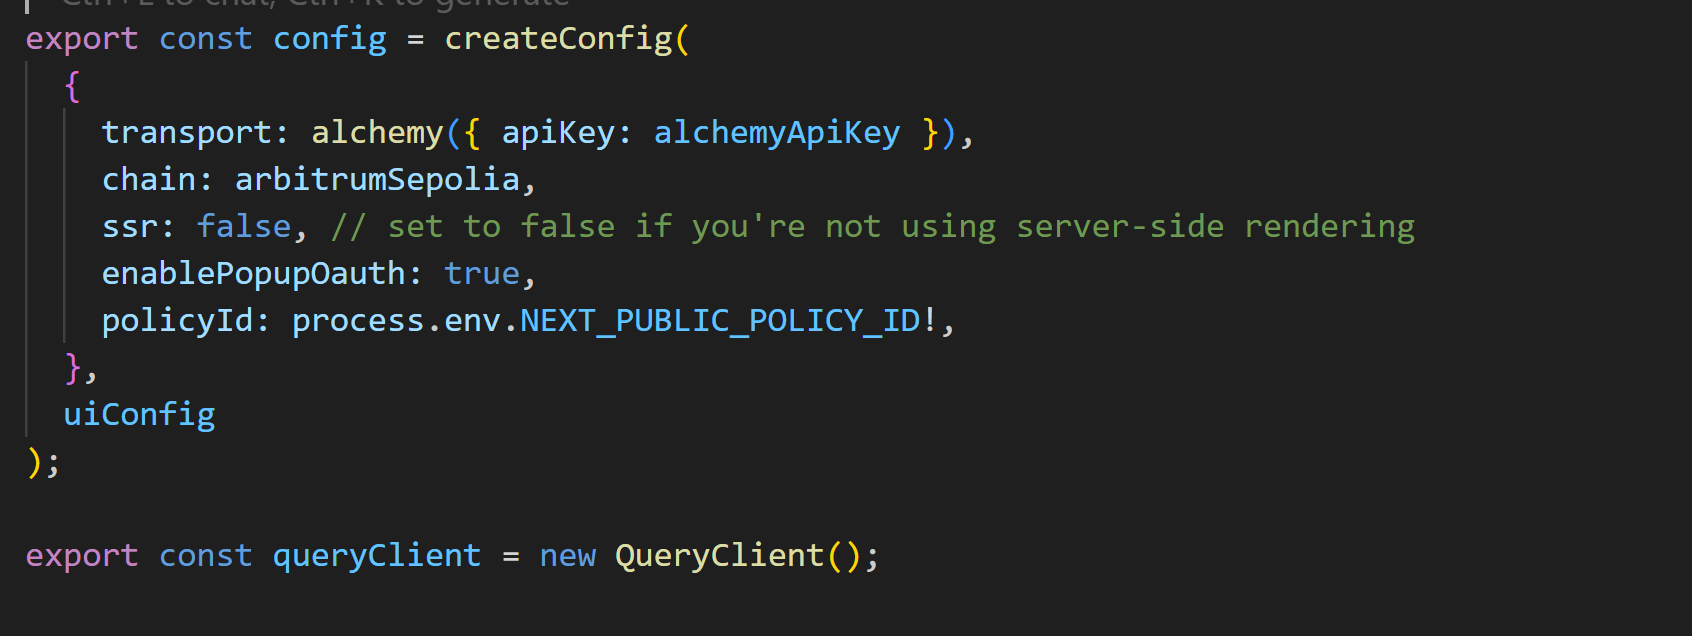 Ctrl+L to chat, Ctrl+K to generate
export const config = createConfig(
{
transport: alchemy({ apiKey: alchemyApiKey }),
chain: arbitrumSepolia,
ssr: false, // set to false if you're not using server-side rendering
enablePopupOauth: true,
policyId: process.env.NEXT_PUBLIC_POLICY_ID!,
},
uiConfig
);
export const queryClient = new QueryClient();